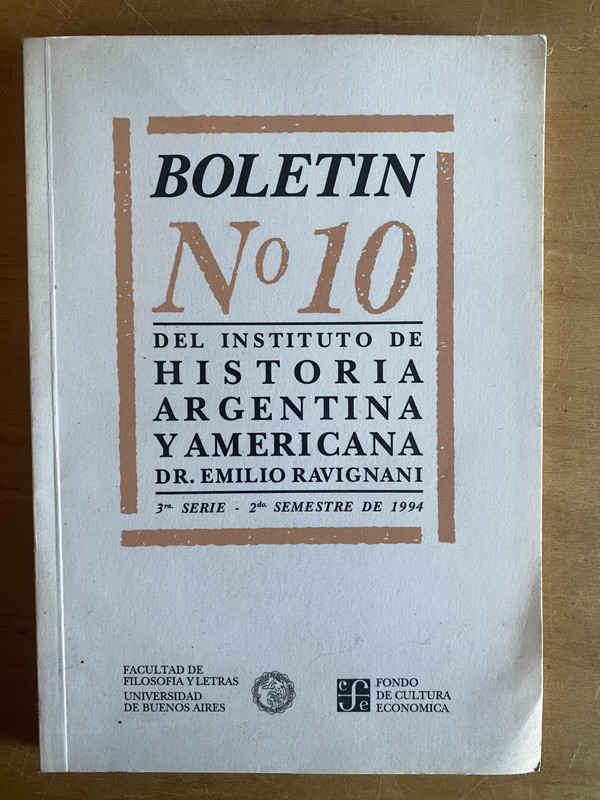 BOLETIN
Nº 10
DEL INSTITUTO DE
HISTORIA
ARGENTINA
Y AMERICANA
DR. EMILIO RAVIGNANI
3ra. SERIE - 2do. SEMESTRE DE 1994
FACULTAD DE
FILOSOFIA Y LETRAS
UNIVERSIDAD
DE BUENOS AIRES
cfe
FONDO
DE CULTURA
ECONOMICA